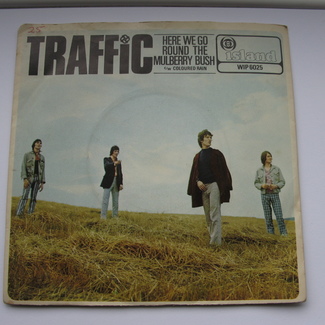 TRAFFIC
HERE WE GO
ROUND THE
MULBERRY BUSH
COLOURED RAIN
island
WIP 6025